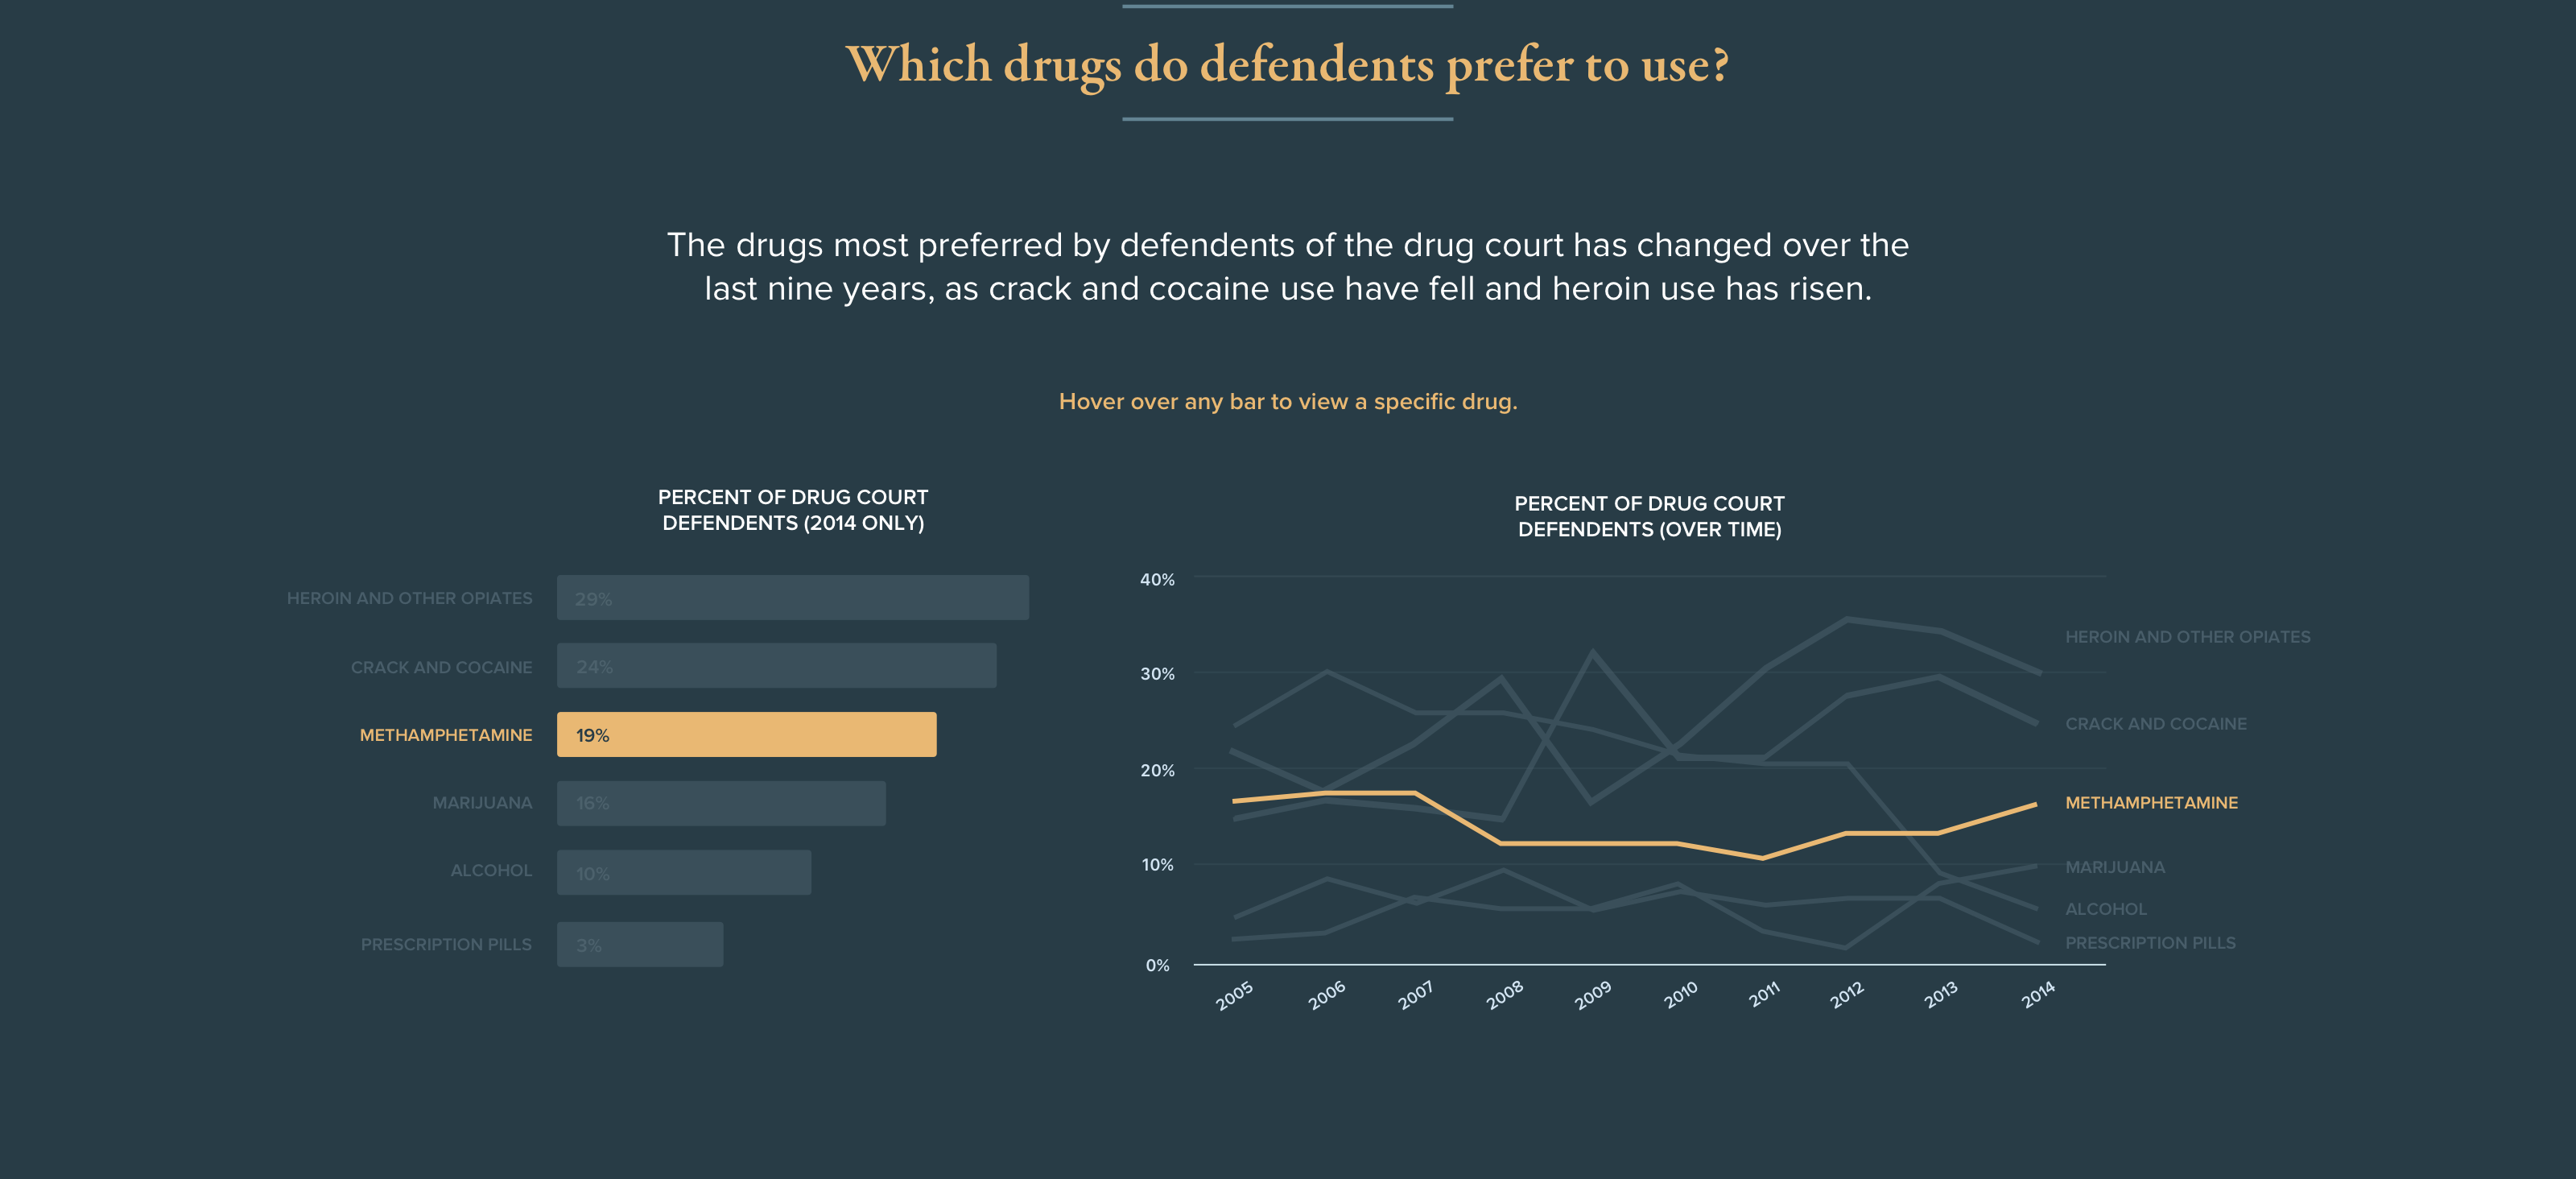 Which drugs do defendents prefer to use?
The drugs most preferred by defendents of the drug court has changed over the
last nine years, as crack and cocaine use have fell and heroin use has risen.
Hover over any bar to view a specific drug.
PERCENT OF DRUG COURT
DEFENDENTS (2014 ONLY)
HEROIN AND OTHER OPIATES
29%
CRACK AND COCAINE
24%
METHAMPHETAMINE
19%
MARIJUANA
16%
ALCOHOL
10%
PRESCRIPTION PILLS
3%
PERCENT OF DRUG COURT
DEFENDENTS (OVER TIME)
40%
30%
20%
10%
0%
2005
2006
2007
2008
2009
2010
2011
2012
2013
2014
HEROIN AND OTHER OPIATES
CRACK AND COCAINE
METHAMPHETAMINE
MARIJUANA
ALCOHOL
PRESCRIPTION PILLS